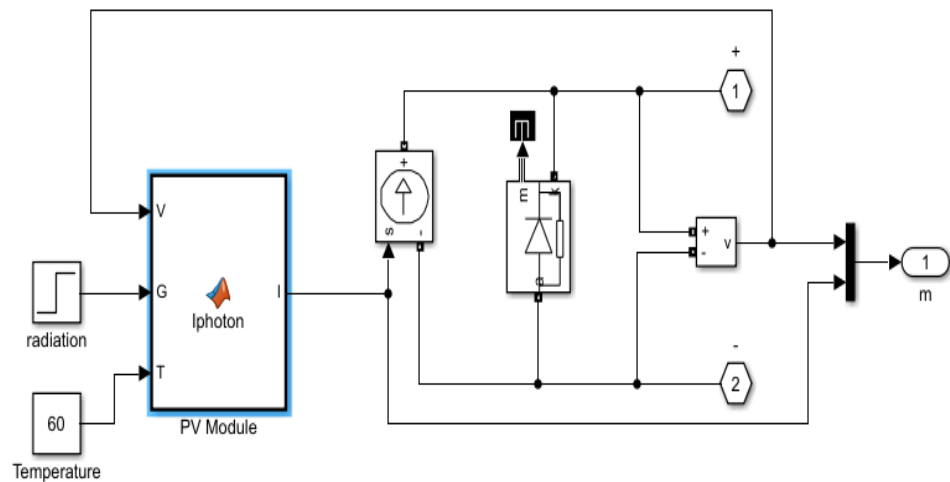 +
1
+
m
k
V
s
-
+
-
v
G
Iphoton
I
1
m
radiation
a
T
-
2
60
PV Module
Temperature